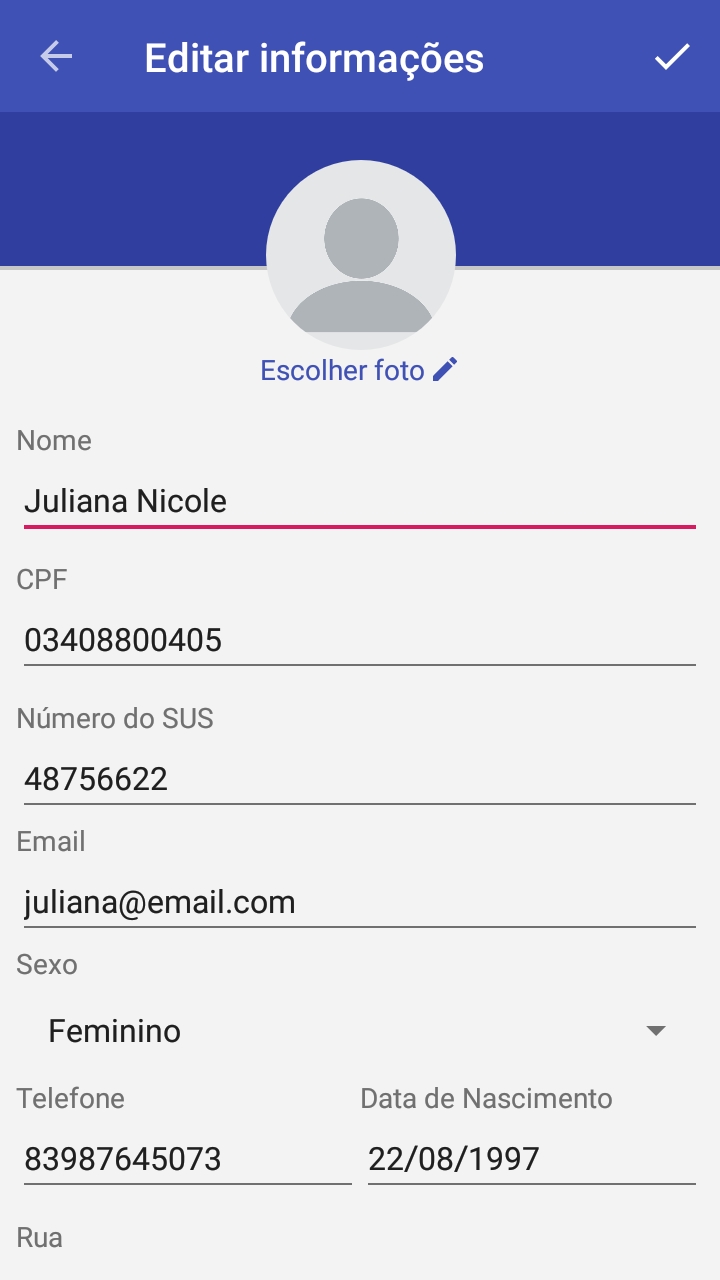 Editar informações
Escolher foto
Nome
Juliana Nicole
CPF
03408800405
Número do SUS
48756622
Email
juliana@email.com
Sexo
Feminino
Telefone
Data de Nascimento
83987645073
22/08/1997
Rua